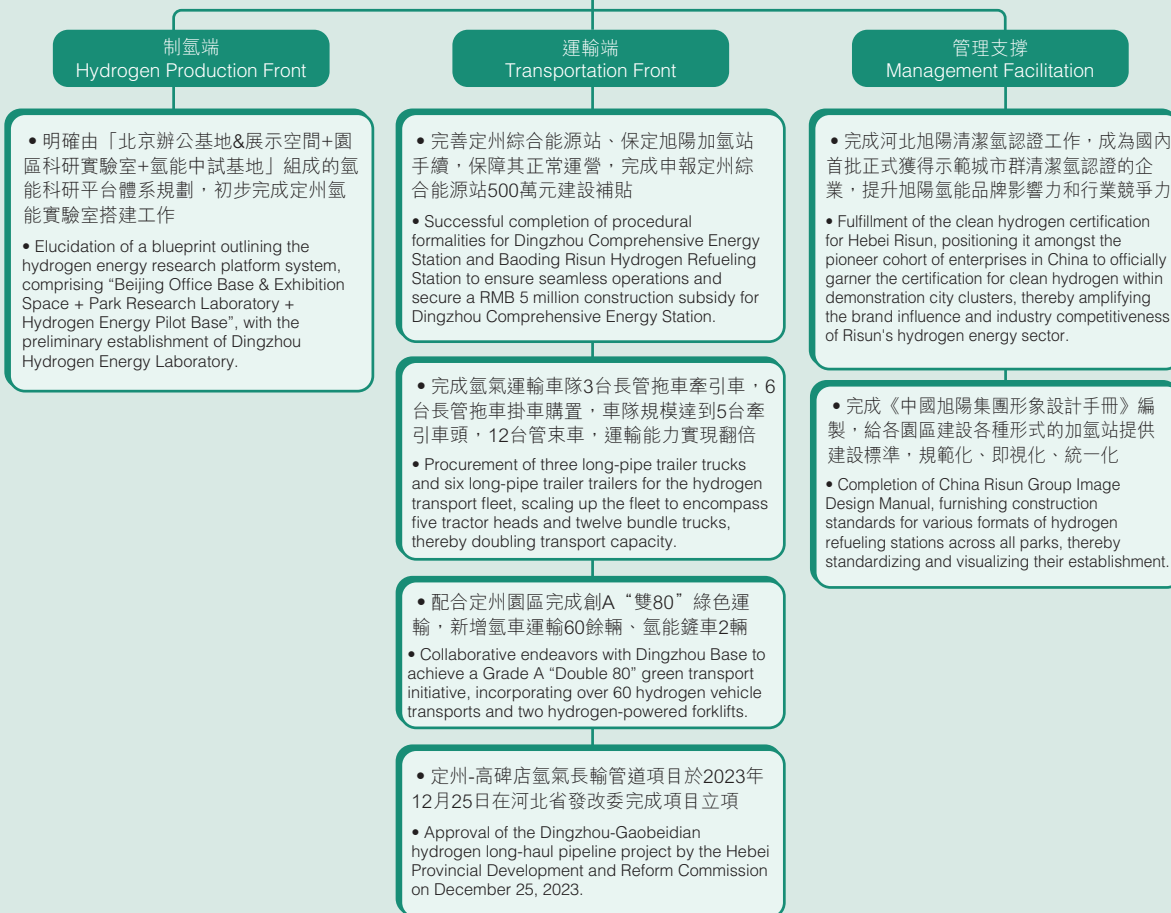 制氫端
Hydrogen Production Front
• 明確由「北京辦公基地&展示空間+園
區科研實驗室+氫能中試基地」組成的氫
能科研平台體系規劃，初步完成定州氫
能實驗室搭建工作
• Elucidation of a blueprint outlining the
hydrogen energy research platform system,
comprising “Beijing Office Base & Exhibition
Space + Park Research Laboratory +
Hydrogen Energy Pilot Base”, with the
preliminary establishment of Dingzhou
Hydrogen Energy Laboratory.
運輸端
Transportation Front
• 完善定州綜合能源站、保定旭陽加氫站
手續，保障其正常運營，完成申報定州綜
合能源站500萬元建設補貼
• Successful completion of procedural
formalities for Dingzhou Comprehensive Energy
Station and Baoding Risun Hydrogen Refueling
Station to ensure seamless operations and
secure a RMB 5 million construction subsidy for
Dingzhou Comprehensive Energy Station.
• 完成氫氣運輸車隊3台長管拖車牽引車，6
台長管拖車掛車購置，車隊規模達到5台牽
引車頭，12台管束車，運輸能力實現翻倍
• Procurement of three long-pipe trailer trucks
and six long-pipe trailer trailers for the hydrogen
transport fleet, scaling up the fleet to encompass
five tractor heads and twelve bundle trucks,
thereby doubling transport capacity.
• 配合定州園區完成創A“雙80”綠色運
輸，新增氫車運輸60餘輛、氫能鏟車2輛
• Collaborative endeavors with Dingzhou Base to
achieve a Grade A “Double 80” green transport
initiative, incorporating over 60 hydrogen vehicle
transports and two hydrogen-powered forklifts.
• 定州-高碑店氫氣長輸管道項目於2023年
12月25日在河北省發改委完成項目立項
• Approval of the Dingzhou-Gaobeidian
hydrogen long-haul pipeline project by the Hebei
Provincial Development and Reform Commission
on December 25, 2023.
管理支撐
Management Facilitation
• 完成河北旭陽清潔氫認證工作，成為國內
首批正式獲得示範城市群清潔氫認證的企
業，提升旭陽氫能品牌影響力和行業競爭力
• Fulfillment of the clean hydrogen certification
for Hebei Risun, positioning it amongst the
pioneer cohort of enterprises in China to officially
garner the certification for clean hydrogen within
demonstration city clusters, thereby amplifying
the brand influence and industry competitiveness
of Risun's hydrogen energy sector.
• 完成《中國旭陽集團形象設計手冊》編
製，給各園區建設各種形式的加氫站提供
建設標準，規範化、即視化、統一化
• Completion of China Risun Group Image
Design Manual, furnishing construction
standards for various formats of hydrogen
refueling stations across all parks, thereby
standardizing and visualizing their establishment.